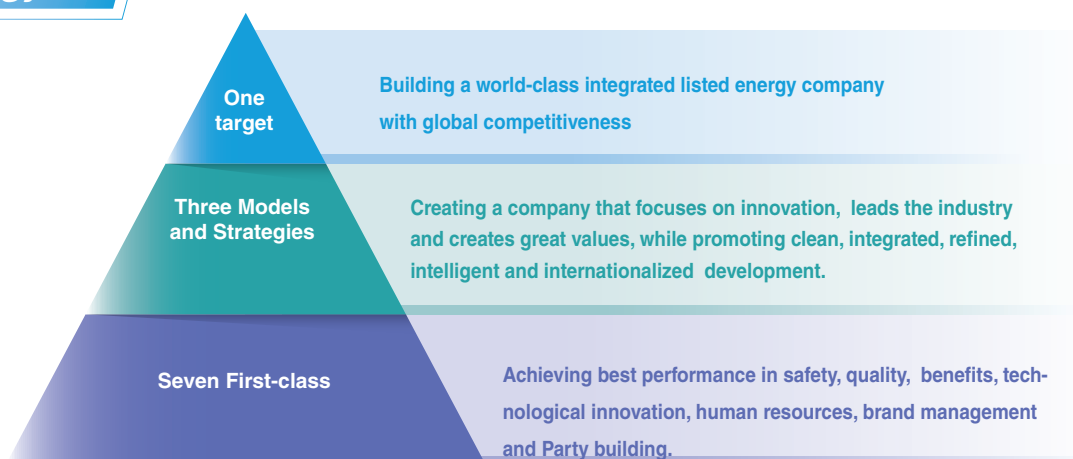 One
target
Building a world-class integrated listed energy company
with global competitiveness
Three Models
and Strategies
Creating a company that focuses on innovation, leads the industry
and creates great values, while promoting clean, integrated, refined,
intelligent and internationalized development.
Seven First-class
Achieving best performance in safety, quality, benefits, tech-
nological innovation, human resources, brand management
and Party building.